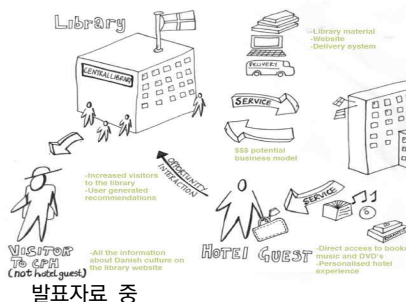 Library
CENTRAL LIBRARY
-Library material
-Website
-Delivery system
DELIVERY
SERVICE
$$$ potential
business model
OPPORTUNITY
INTERACTION
SERVICE
-Increased visitors
to the library
-User generated
recommendations
VISITOR
TO CPH
(not hotel guest)
-All the information
about Danish culture on
the library website
HOTEl GUEST
-Direct access to books
music and DVD's
-Personalised hotel
experience
발표자료 중